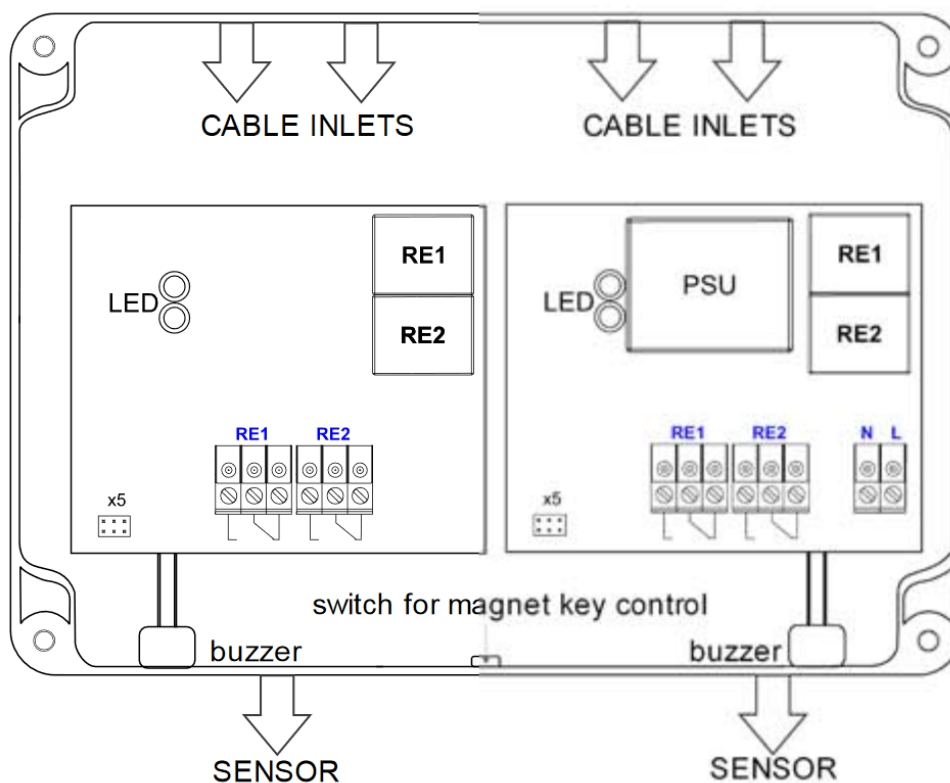 CABLE INLETS CABLE INLETS
RE1 PSU RE1
LED LED
RE2 RE2
RE1 RE2 RE1 RE2 N L
x5 x5
switch for magnet key control
buzzer buzzer
SENSOR SENSOR